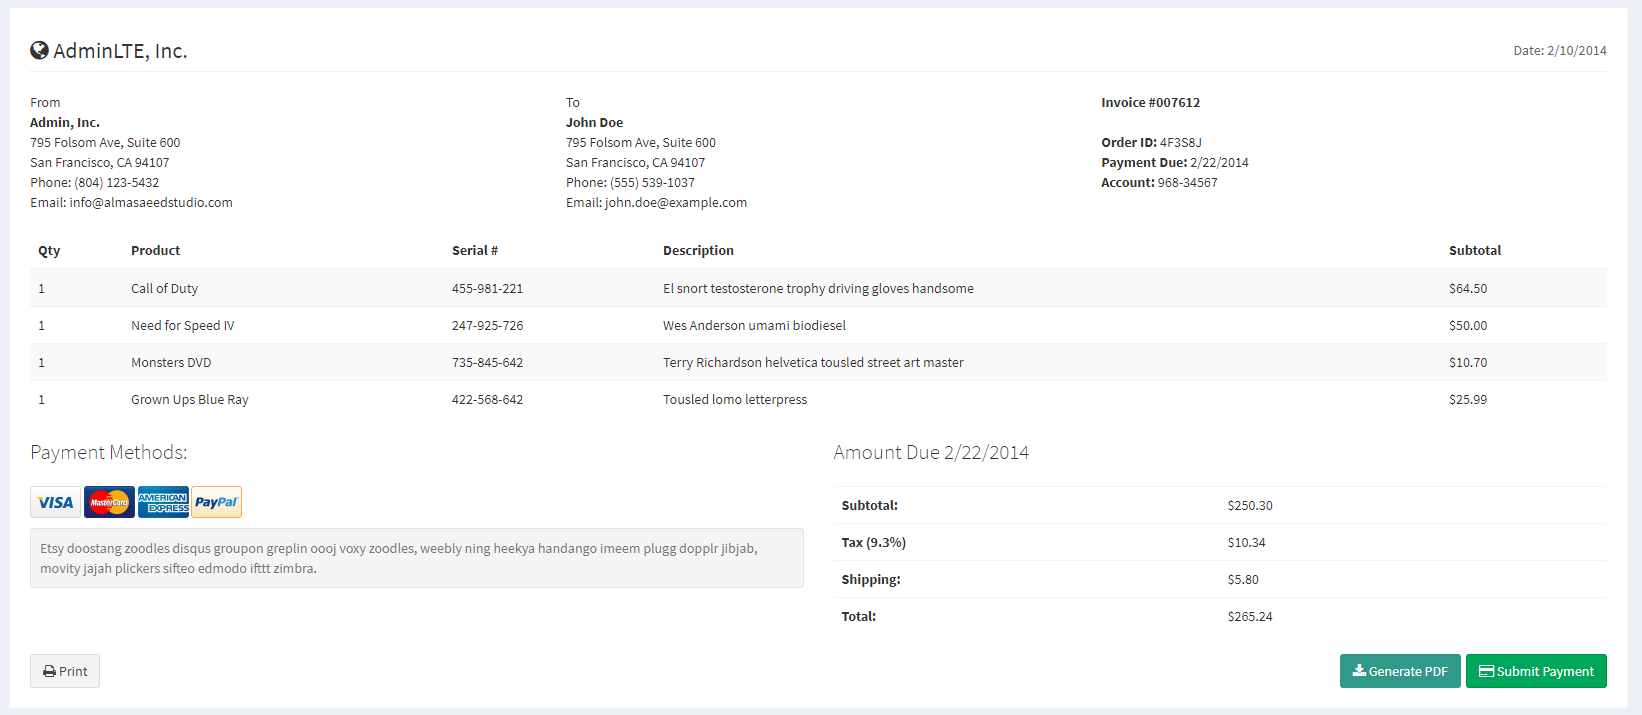 AdminLTE, Inc.
Date: 2/10/2014
From
Admin, Inc.
795 Folsom Ave, Suite 600
San Francisco, CA 94107
Phone: (804) 123-5432
Email: info@almasaeedstudio.com
To
John Doe
795 Folsom Ave, Suite 600
San Francisco, CA 94107
Phone: (555) 539-1037
Email: john.doe@example.com
Invoice #007612
Order ID: 4F3S8J
Payment Due: 2/22/2014
Account: 968-34567
Qty Product Serial # Description Subtotal
1 Call of Duty 455-981-221 El snort testosterone trophy driving gloves handsome $64.50
1 Need for Speed IV 247-925-726 Wes Anderson umami biodiesel $50.00
1 Monsters DVD 735-845-642 Terry Richardson helvetica tousled street art master $10.70
1 Grown Ups Blue Ray 422-568-642 Tousled lomo letterpress $25.99
Payment Methods:
VISA MasterCard AMERICAN EXPRESS PayPal
Etsy doostang zoodles disqus groupon greplin oooj voxy zoodles, weebly ning heekya handango imeem plugg dopplr jibjab,
movity jajah plickers sifteo edmodo ifttt zimbra.
Amount Due 2/22/2014
Subtotal: $250.30
Tax (9.3%) $10.34
Shipping: $5.80
Total: $265.24
Print
Generate PDF
Submit Payment